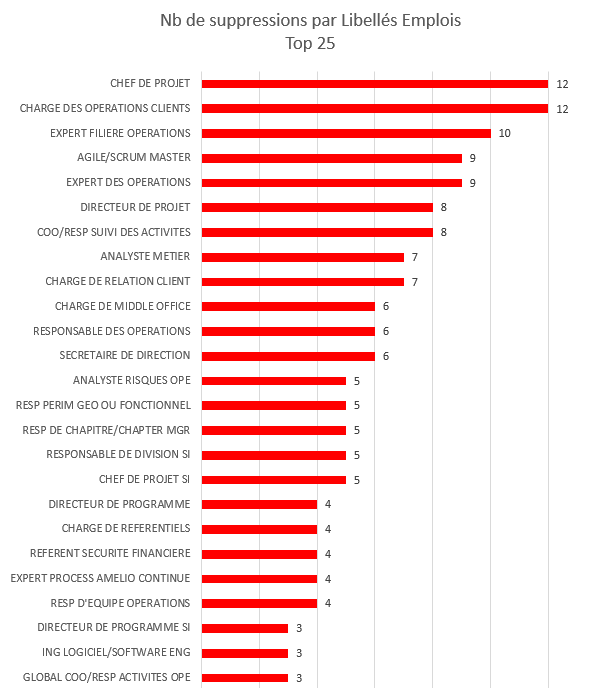 Nb de suppressions par Libellés Emplois
Top 25
CHEF DE PROJET 12
CHARGE DES OPERATIONS CLIENTS 12
EXPERT FILIERE OPERATIONS 10
AGILE/SCRUM MASTER 9
EXPERT DES OPERATIONS 9
DIRECTEUR DE PROJET 8
COO/RESP SUIVI DES ACTIVITES 8
ANALYSTE METIER 7
CHARGE DE RELATION CLIENT 7
CHARGE DE MIDDLE OFFICE 6
RESPONSABLE DES OPERATIONS 6
SECRETAIRE DE DIRECTION 6
ANALYSTE RISQUES OPE 5
RESP PERIM GEO OU FONCTIONNEL 5
RESP DE CHAPITRE/CHAPTER MGR 5
RESPONSABLE DE DIVISION SI 5
CHEF DE PROJET SI 5
DIRECTEUR DE PROGRAMME 4
CHARGE DE REFERENTIELS 4
REFERENT SECURITE FINANCIERE 4
EXPERT PROCESS AMELIO CONTINUE 4
RESP D'EQUIPE OPERATIONS 4
DIRECTEUR DE PROGRAMME SI 3
ING LOGICIEL/SOFTWARE ENG 3
GLOBAL COO/RESP ACTIVITES OPE 3